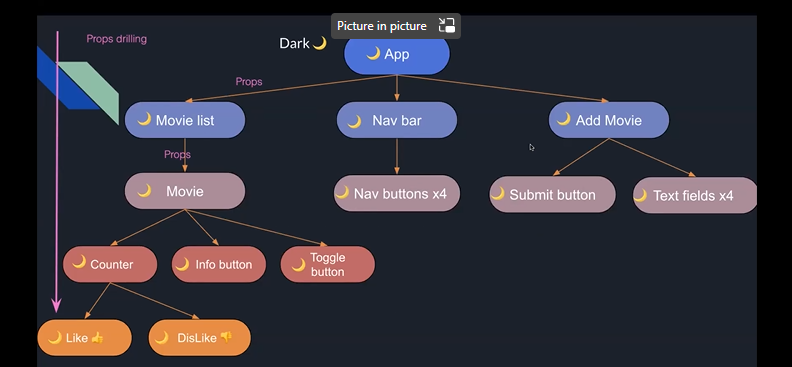 Picture in picture
Props drilling
Dark 🌙
🌙 App
Props
🌙 Movie list
🌙 Nav bar
🌙 Add Movie
Props
🌙 Movie
🌙 Nav buttons x4
🌙 Submit button
🌙 Text fields x4
🌙 Counter
🌙 Info button
🌙 Toggle
button
🌙 Like 👍
🌙 DisLike 👎